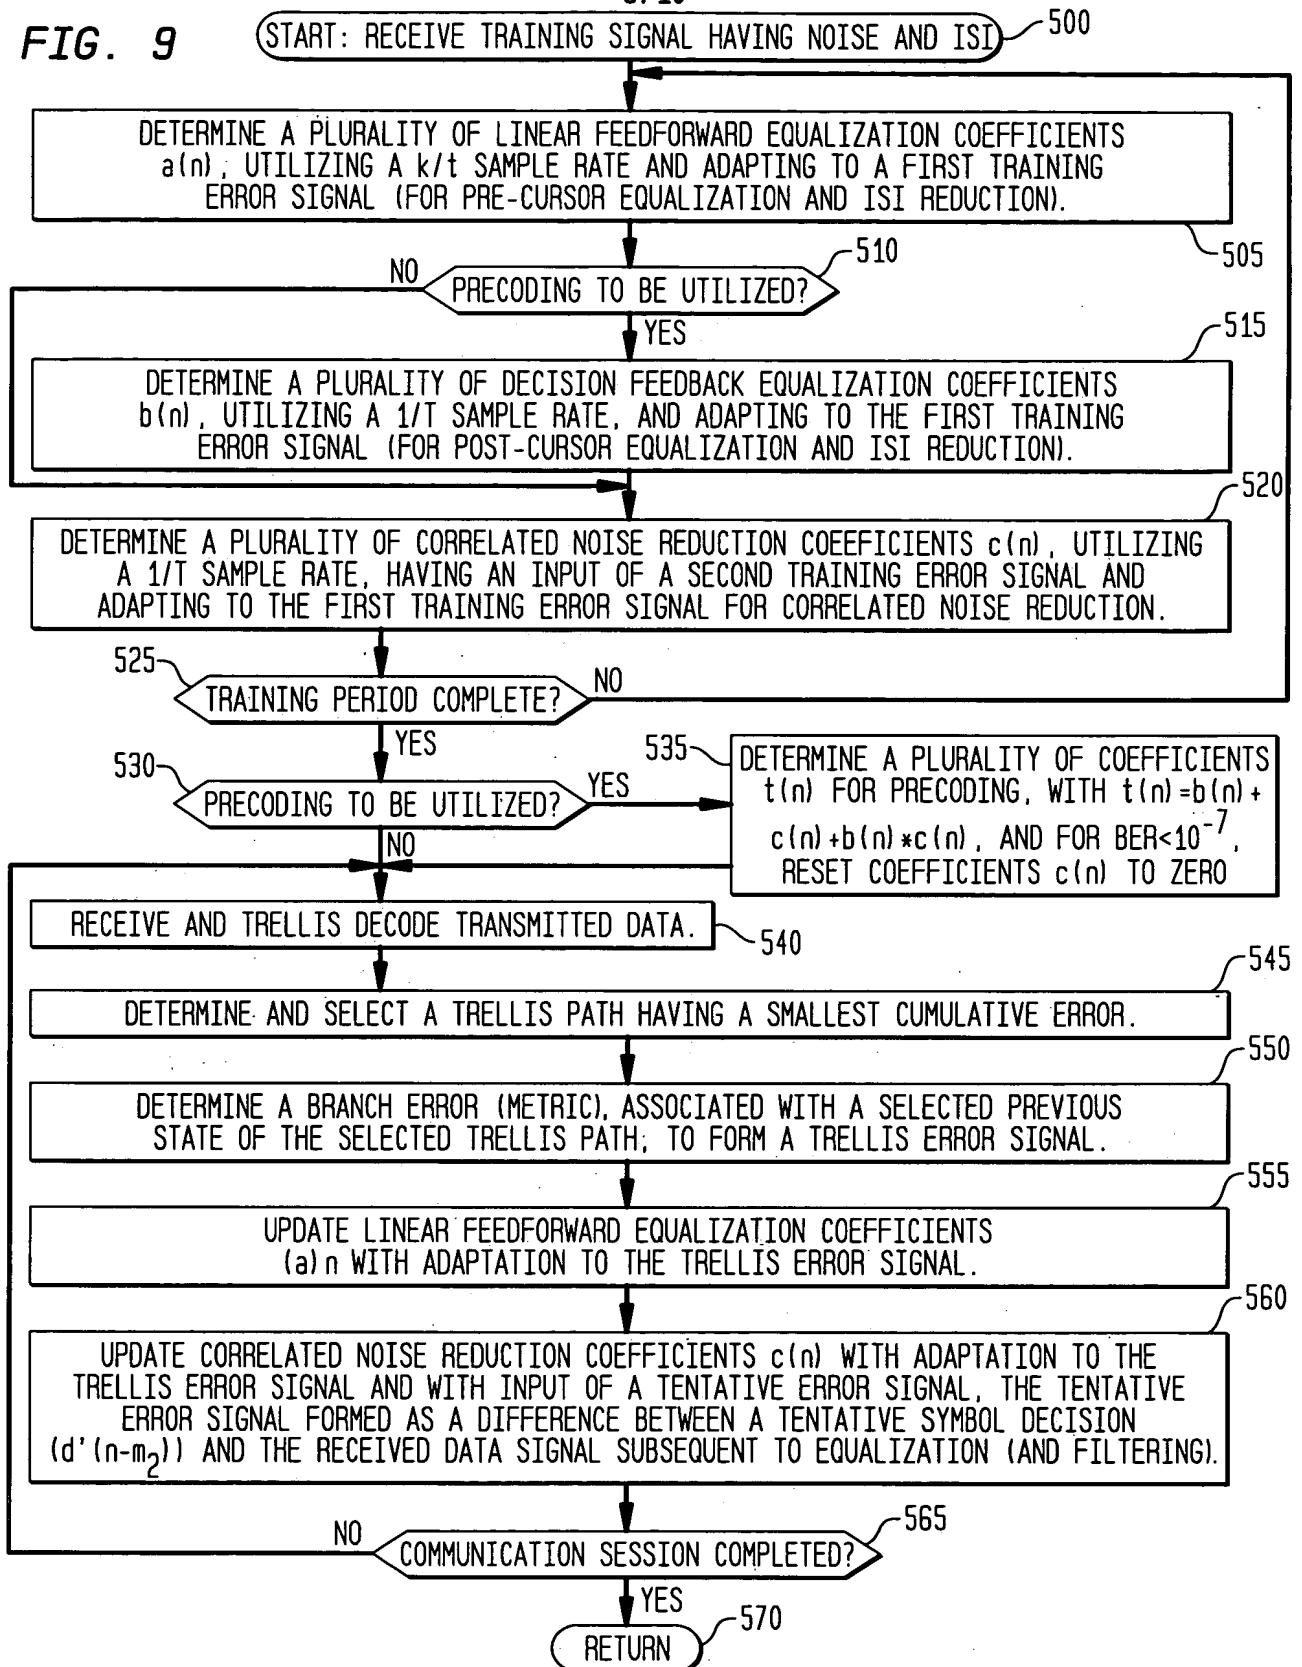 FIG. 9
START: RECEIVE TRAINING SIGNAL HAVING NOISE AND ISI
500
DETERMINE A PLURALITY OF LINEAR FEEDFORWARD EQUALIZATION COEFFICIENTS
a(n), UTILIZING A k/t SAMPLE RATE AND ADAPTING TO A FIRST TRAINING
ERROR SIGNAL (FOR PRE-CURSOR EQUALIZATION AND ISI REDUCTION).
505
510
NO
PRECODING TO BE UTILIZED?
YES
515
DETERMINE A PLURALITY OF DECISION FEEDBACK EQUALIZATION COEFFICIENTS
b(n), UTILIZING A 1/T SAMPLE RATE, AND ADAPTING TO THE FIRST TRAINING
ERROR SIGNAL (FOR POST-CURSOR EQUALIZATION AND ISI REDUCTION).
520
DETERMINE A PLURALITY OF CORRELATED NOISE REDUCTION COEEFICIENTS c(n), UTILIZING
A 1/T SAMPLE RATE, HAVING AN INPUT OF A SECOND TRAINING ERROR SIGNAL AND
ADAPTING TO THE FIRST TRAINING ERROR SIGNAL FOR CORRELATED NOISE REDUCTION.
525
TRAINING PERIOD COMPLETE?
NO
YES
530
PRECODING TO BE UTILIZED?
YES
NO
535
DETERMINE A PLURALITY OF COEFFICIENTS
t(n) FOR PRECODING, WITH t(n)=b(n)+
c(n)+b(n)*c(n), AND FOR BER<10⁻⁷,
RESET COEFFICIENTS c(n) TO ZERO
RECEIVE AND TRELLIS DECODE TRANSMITTED DATA.
540
545
DETERMINE AND SELECT A TRELLIS PATH HAVING A SMALLEST CUMULATIVE ERROR.
550
DETERMINE A BRANCH ERROR (METRIC), ASSOCIATED WITH A SELECTED PREVIOUS
STATE OF THE SELECTED TRELLIS PATH, TO FORM A TRELLIS ERROR SIGNAL.
555
UPDATE LINEAR FEEDFORWARD EQUALIZATION COEFFICIENTS
(a)n WITH ADAPTATION TO THE TRELLIS ERROR SIGNAL.
560
UPDATE CORRELATED NOISE REDUCTION COEFFICIENTS c(n) WITH ADAPTATION TO THE
TRELLIS ERROR SIGNAL AND WITH INPUT OF A TENTATIVE ERROR SIGNAL, THE TENTATIVE
ERROR SIGNAL FORMED AS A DIFFERENCE BETWEEN A TENTATIVE SYMBOL DECISION
(d'(n-m₂)) AND THE RECEIVED DATA SIGNAL SUBSEQUENT TO EQUALIZATION (AND FILTERING).
565
NO
COMMUNICATION SESSION COMPLETED?
YES
570
RETURN